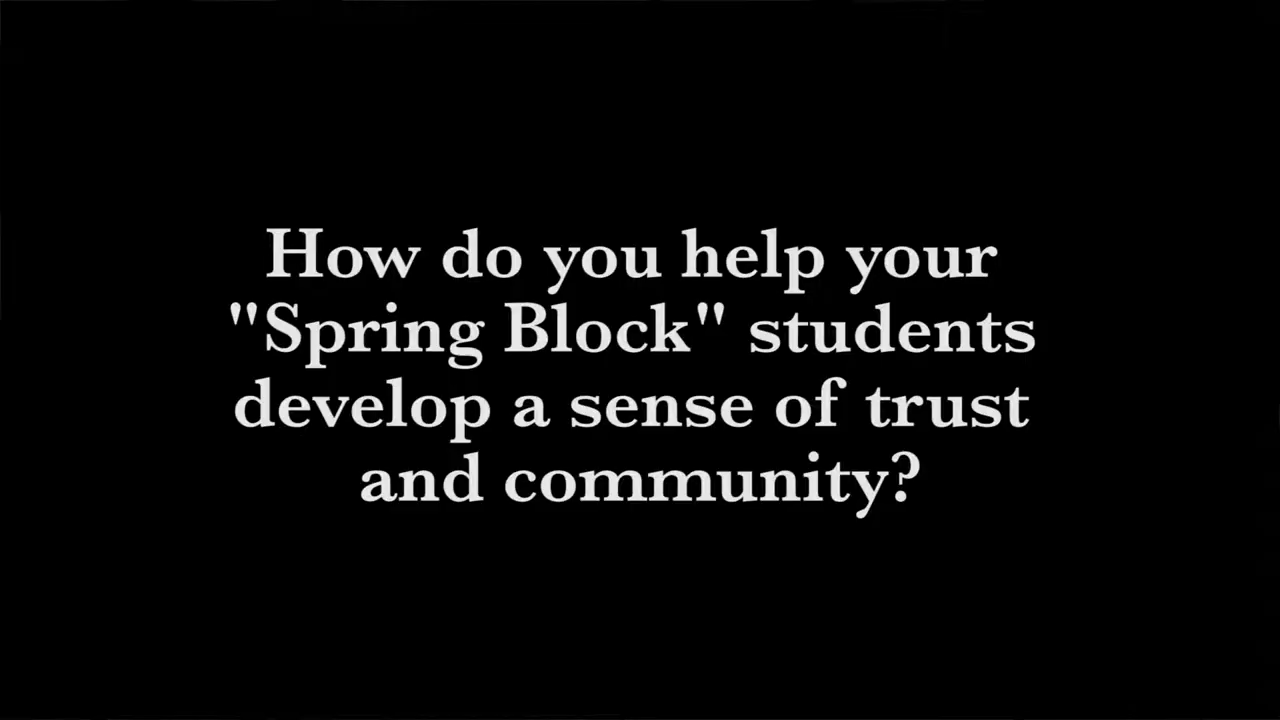 How do you help your
"Spring Block" students
develop a sense of trust
and community?